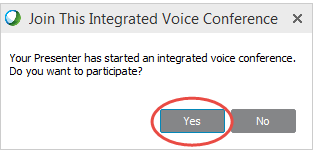 Join This Integrated Voice Conference
Your Presenter has started an integrated voice conference.
Do you want to participate?
Yes No